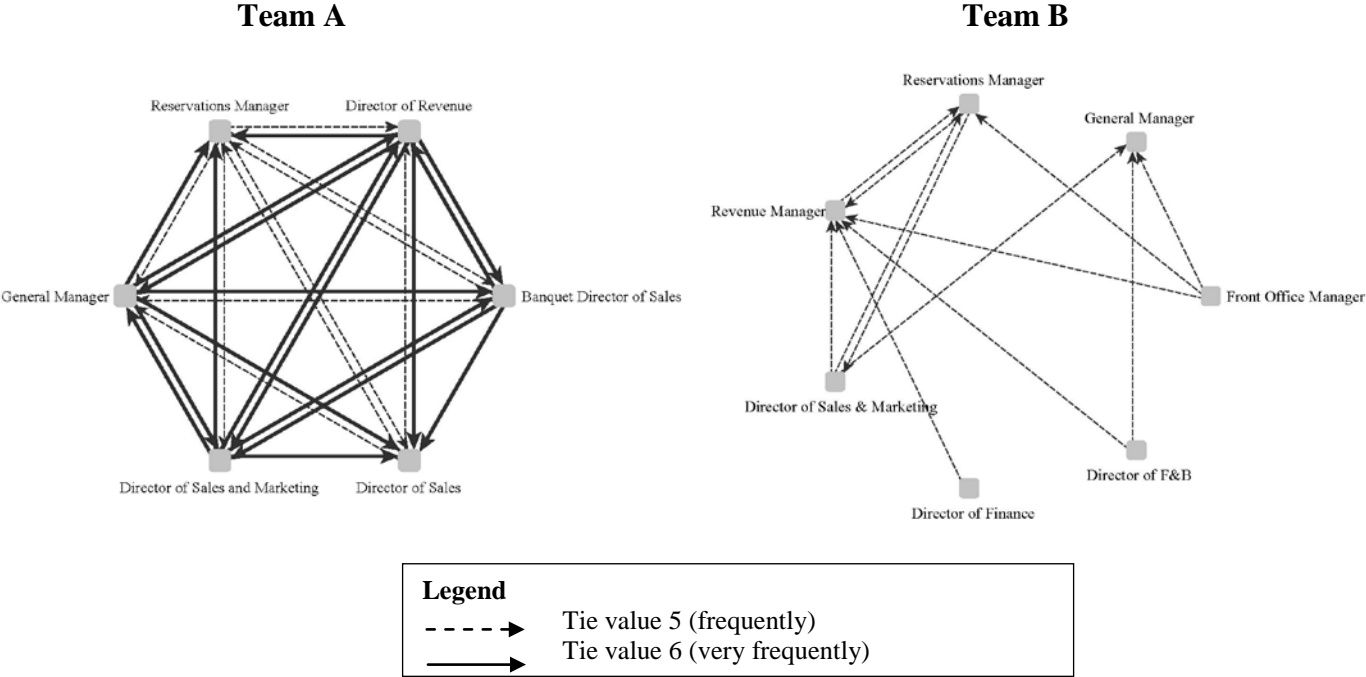 Team A
Team B
Reservations Manager
Director of Revenue
General Manager
Banquet Director of Sales
Director of Sales and Marketing
Director of Sales
Reservations Manager
General Manager
Revenue Manager
Front Office Manager
Director of Sales & Marketing
Director of F&B
Director of Finance
Legend
Tie value 5 (frequently)
Tie value 6 (very frequently)